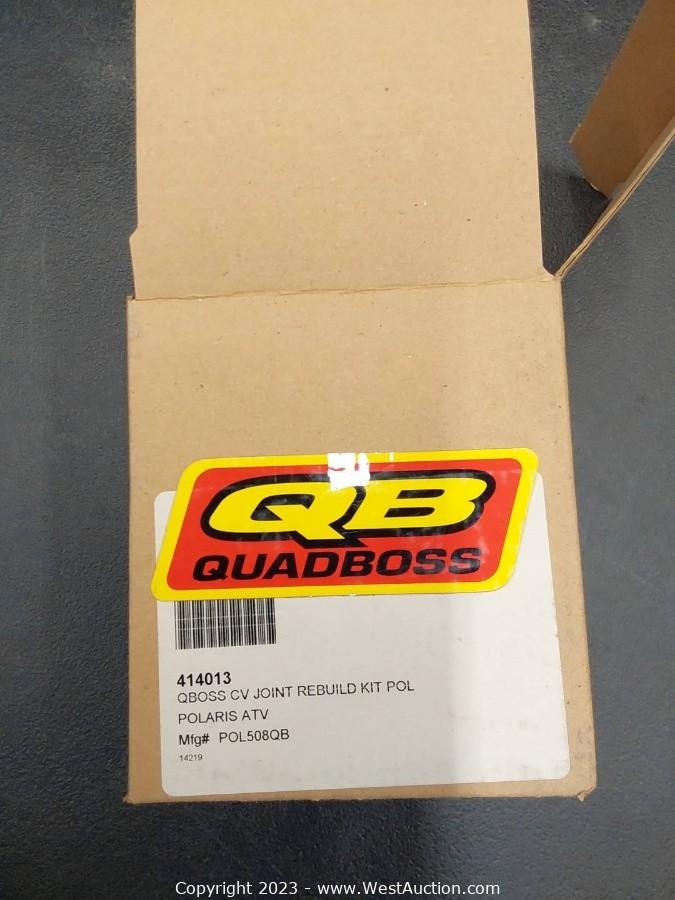 QB
QUADBOSS
414013
QBOSS CV JOINT REBUILD KIT POL
POLARIS ATV
Mfg# POL508QB
14219
Copyright 2023 - www.WestAuction.com